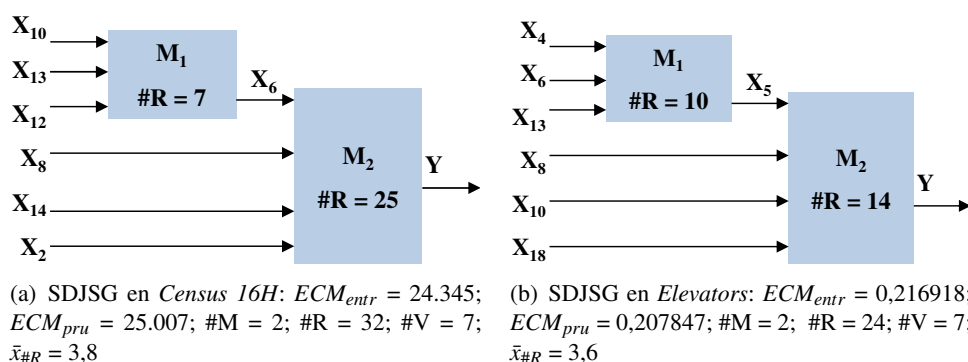 X10
X13
X12
M1
#R = 7
X6
X8
X14
X2
M2
#R = 25
Y
(a) SDJSG en Census 16H: ECMentr = 24.345;
ECMpru = 25.007; #M = 2; #R = 32; #V = 7;
x̄#R = 3,8
X4
X6
X13
M1
#R = 10
X5
X8
X10
X18
M2
#R = 14
Y
(b) SDJSG en Elevators: ECMentr = 0,216918;
ECMpru = 0,207847; #M = 2; #R = 24; #V = 7;
x̄#R = 3,6